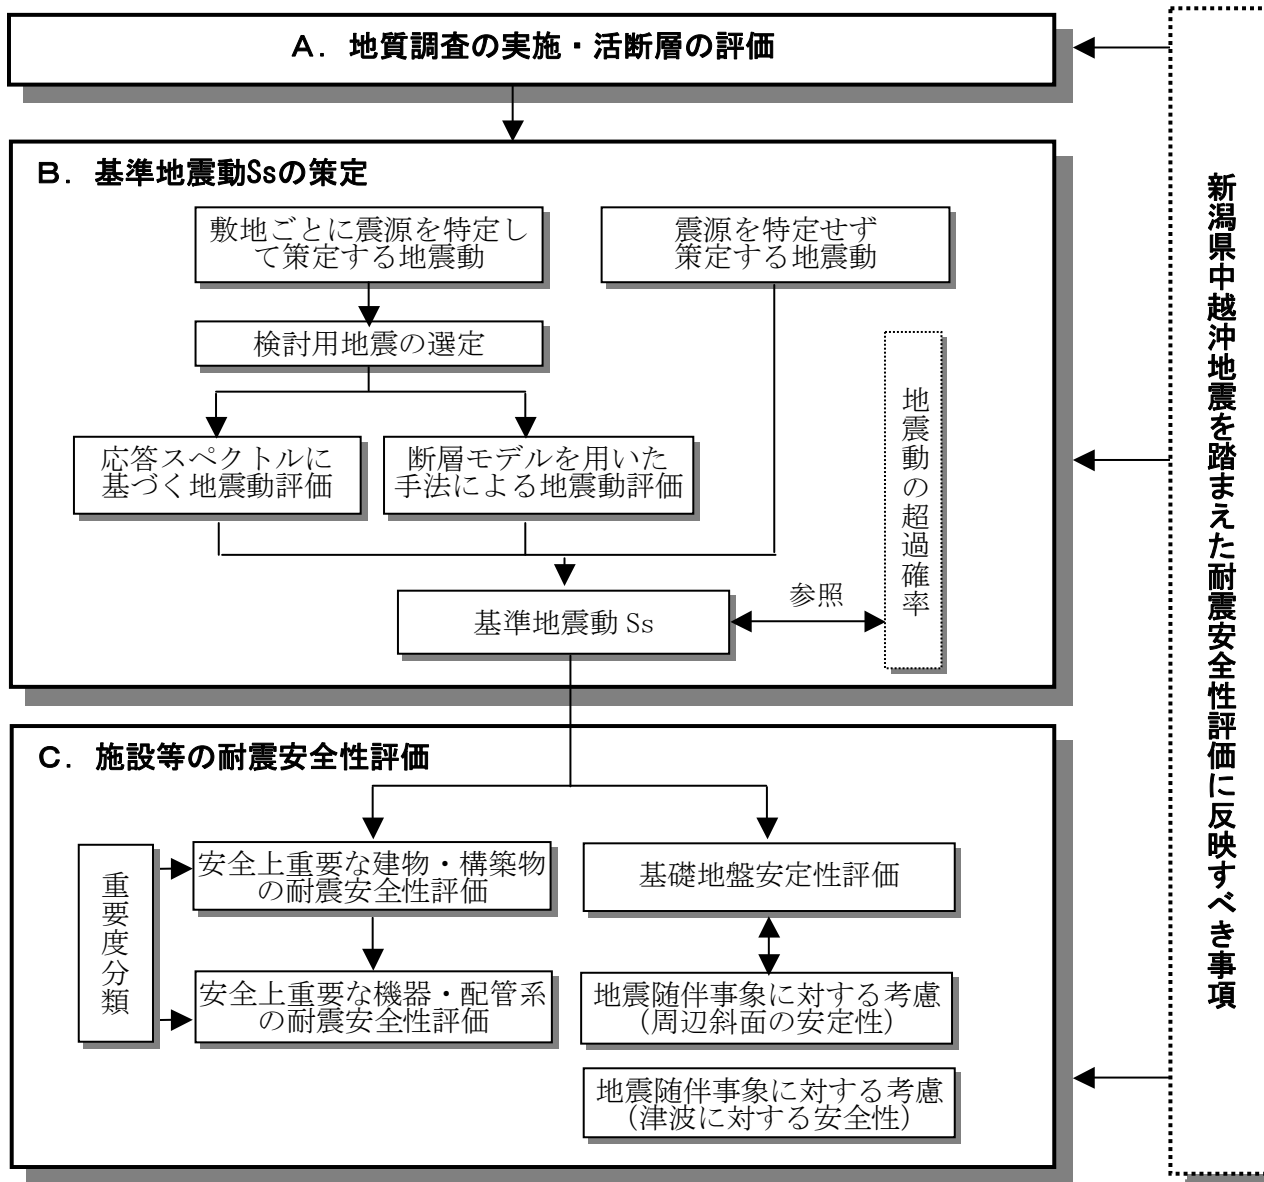 A．地質調査の実施・活断層の評価
B．基準地震動Ssの策定
敷地ごとに震源を特定し
て策定する地震動
震源を特定せず
策定する地震動
検討用地震の選定
応答スペクトルに
基づく地震動評価
断層モデルを用いた
手法による地震動評価
地震動の超過確率
基準地震動 Ss
参照
C．施設等の耐震安全性評価
重要度分類
安全上重要な建物・構築物
の耐震安全性評価
安全上重要な機器・配管系
の耐震安全性評価
基礎地盤安定性評価
地震随伴事象に対する考慮
（周辺斜面の安定性）
地震随伴事象に対する考慮
（津波に対する安全性）
新潟県中越沖地震を踏まえた耐震安全性評価に反映すべき事項